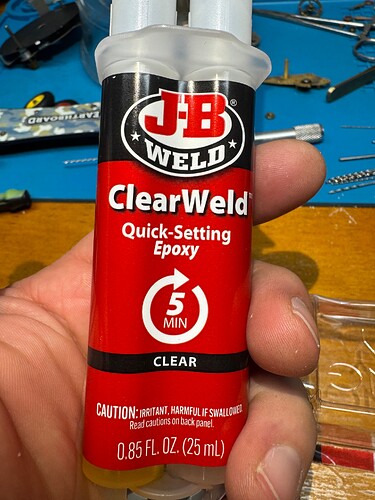 J-B
®
WELD
ClearWeld™
Quick-Setting
Epoxy
5
MIN
CLEAR
CAUTION: IRRITANT, HARMFUL IF SWALLOWED.
Read cautions on back panel.
0.85 FL. OZ. (25 mL)